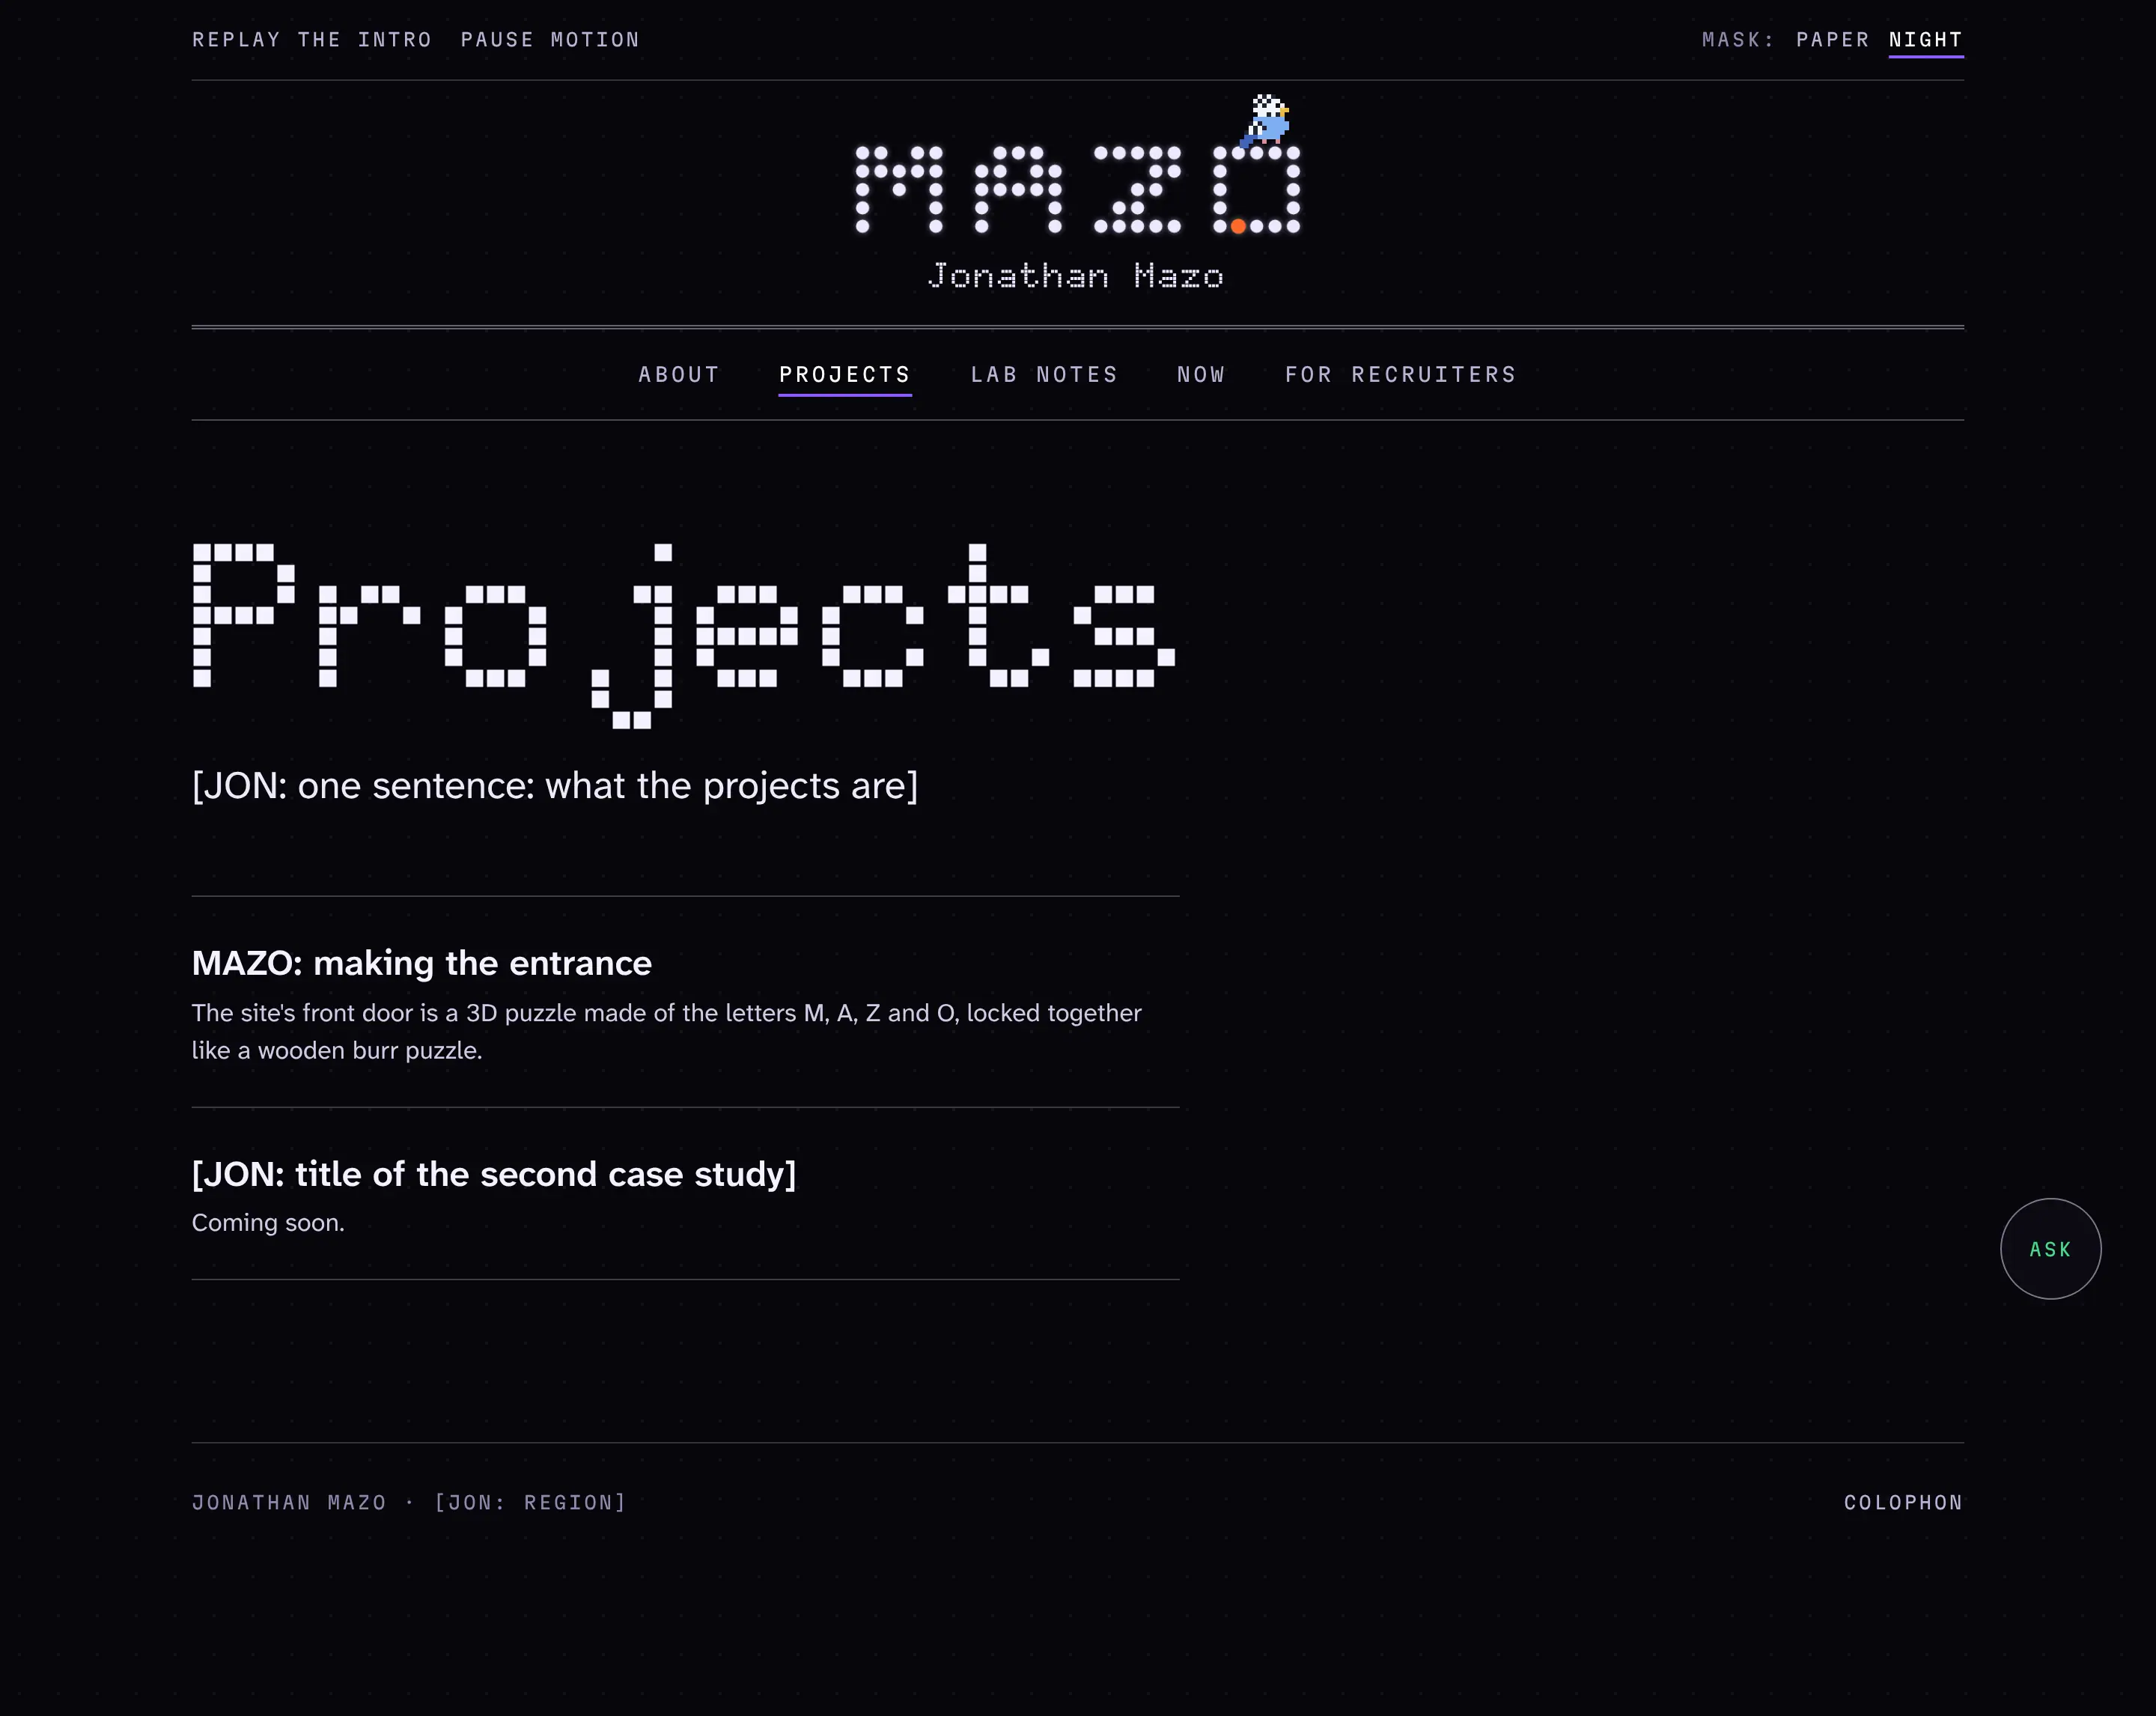 REPLAY THE INTRO PAUSE MOTION MASK: PAPER NIGHT
MAZO
Jonathan Mazo
ABOUT PROJECTS LAB NOTES NOW FOR RECRUITERS
Projects
[JON: one sentence: what the projects are]
MAZO: making the entrance
The site's front door is a 3D puzzle made of the letters M, A, Z and O, locked together
like a wooden burr puzzle.
[JON: title of the second case study]
Coming soon.
ASK
JONATHAN MAZO · [JON: REGION] COLOPHON